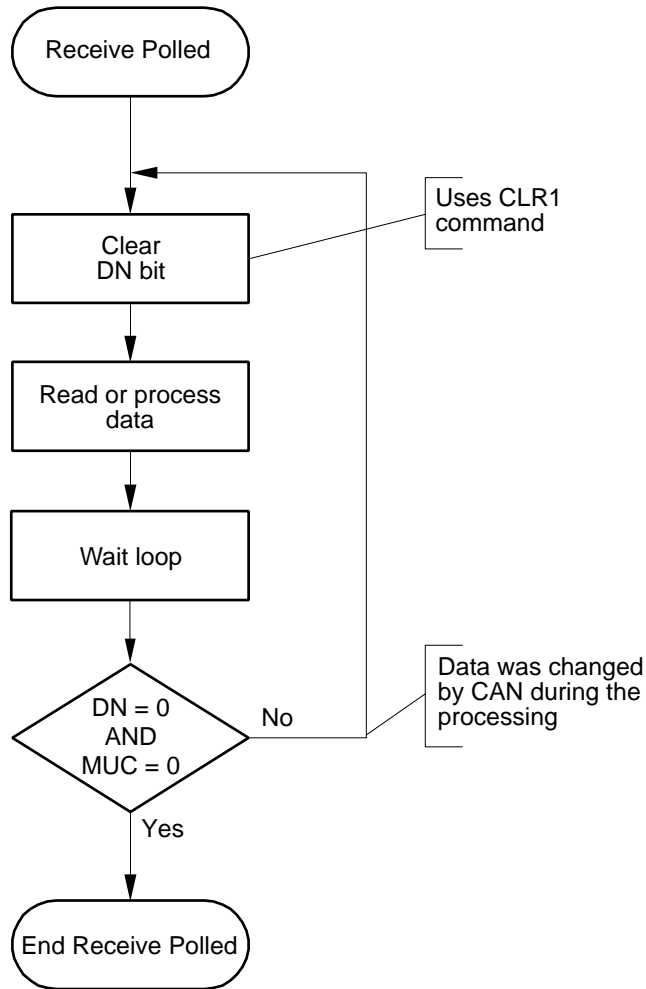 Receive Polled
Uses CLR1
command
Clear
DN bit
Read or process
data
Wait loop
Data was changed
by CAN during the
processing
DN = 0
AND
MUC = 0
No
Yes
End Receive Polled